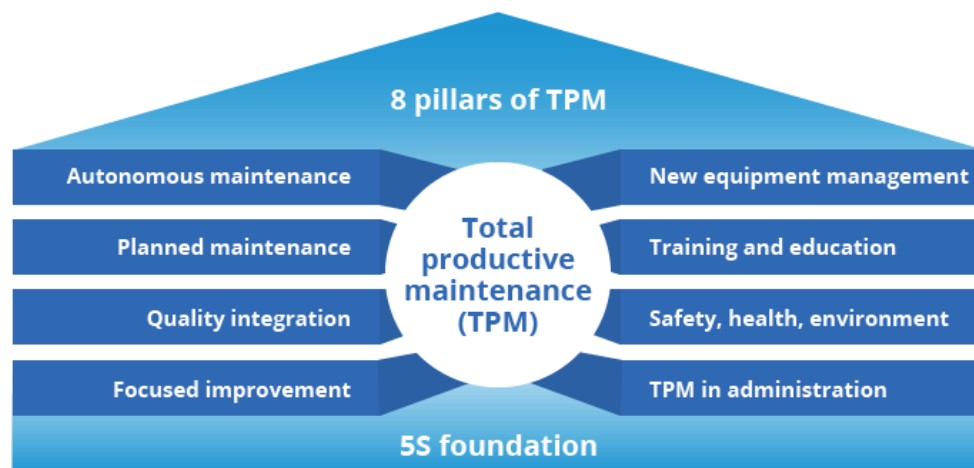 8 pillars of TPM
Autonomous maintenance
Planned maintenance
Quality integration
Focused improvement
Total
productive
maintenance
(TPM)
New equipment management
Training and education
Safety, health, environment
TPM in administration
5S foundation